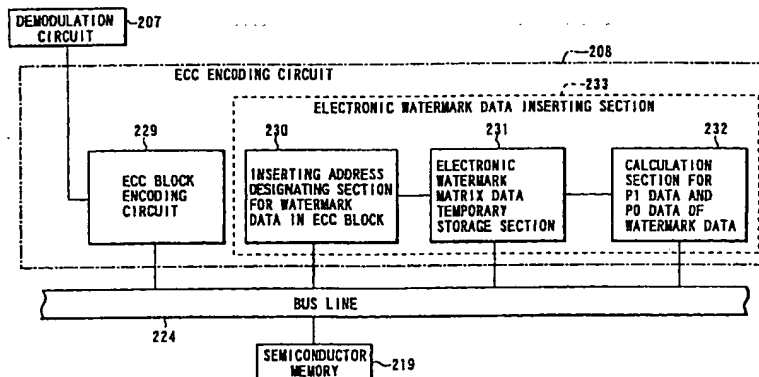 DEMODULATION
CIRCUIT
207
208
ECC ENCODING CIRCUIT
233
ELECTRONIC WATERMARK DATA INSERTING SECTION
229
ECC BLOCK
ENCODING
CIRCUIT
230
INSERTING ADDRESS
DESIGNATING SECTION
FOR WATERMARK
DATA IN ECC BLOCK
231
ELECTRONIC
WATERMARK
MATRIX DATA
TEMPORARY
STORAGE SECTION
232
CALCULATION
SECTION FOR
P1 DATA AND
P0 DATA OF
WATERMARK DATA
BUS LINE
224
SEMICONDUCTOR
MEMORY
219